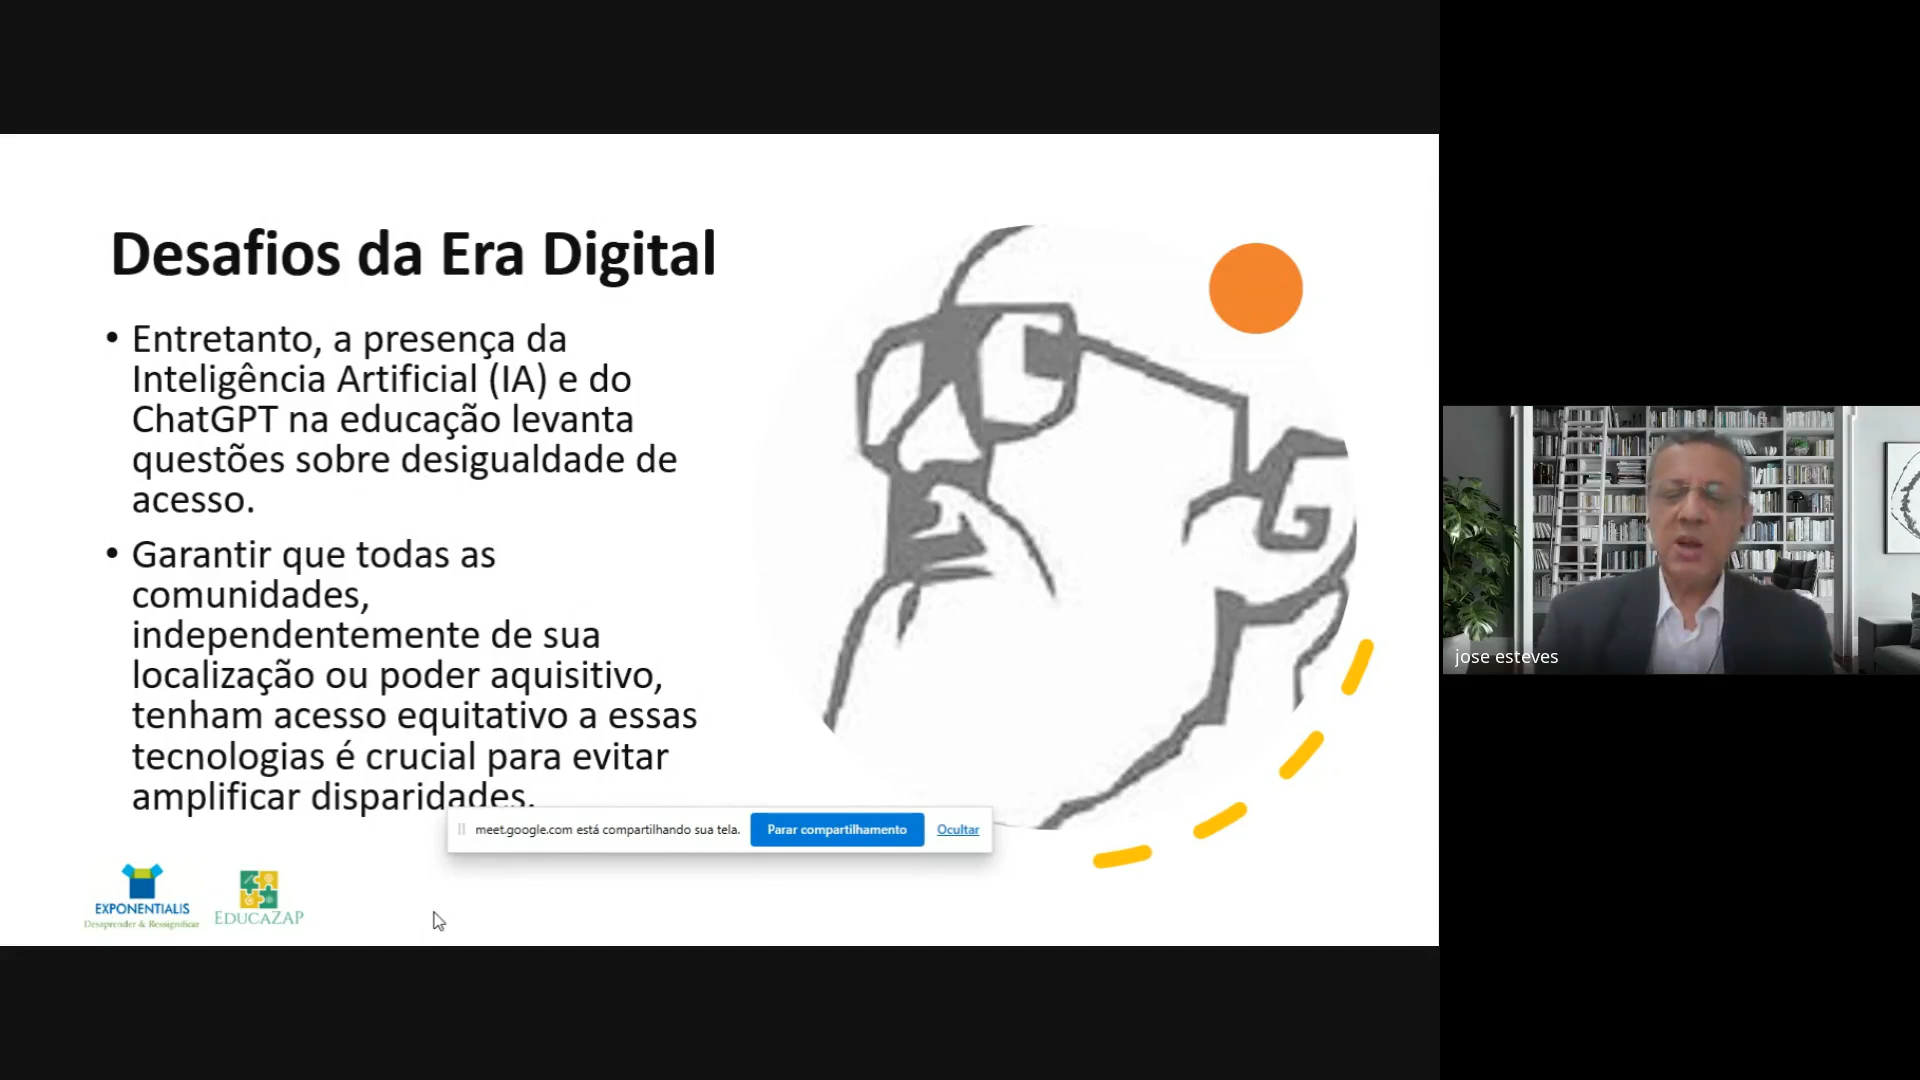 Desafios da Era Digital
• Entretanto, a presença da
Inteligência Artificial (IA) e do
ChatGPT na educação levanta
questões sobre desigualdade de
acesso.
• Garantir que todas as
comunidades,
independentemente de sua
localização ou poder aquisitivo,
tenham acesso equitativo a essas
tecnologias é crucial para evitar
amplificar disparidades.
meet.google.com está compartilhando sua tela. Parar compartilhamento Ocultar
EXPONENTIALIS
Desaprender & Ressignificar
EDUCAZAP
jose esteves